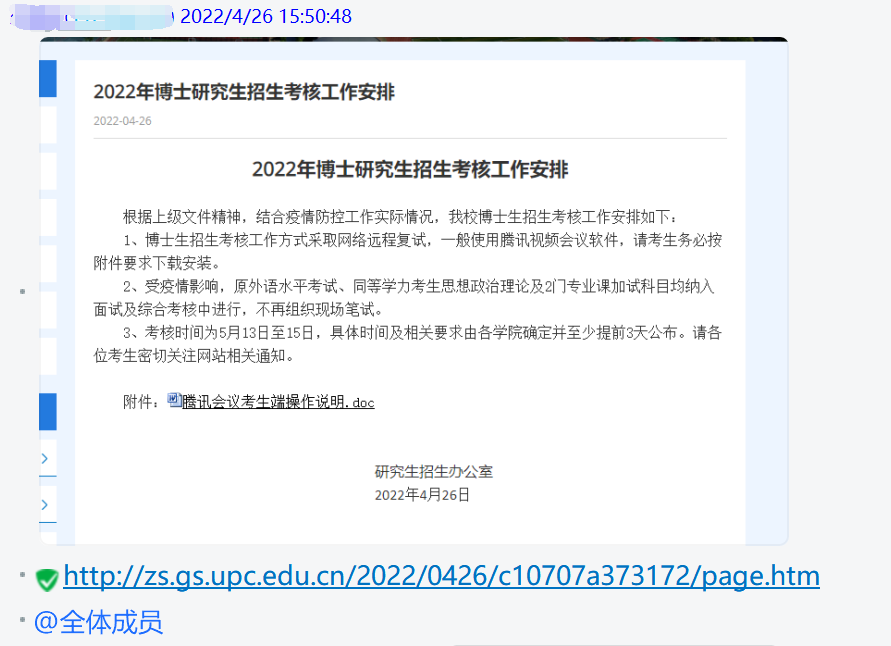 2022/4/26 15:50:48
2022年博士研究生招生考核工作安排
2022-04-26
2022年博士研究生招生考核工作安排
根据上级文件精神，结合疫情防控工作实际情况，我校博士生招生考核工作安排如下：
1、博士生招生考核工作方式采取网络远程复试，一般使用腾讯视频会议软件，请考生务必按
附件要求下载安装。
2、受疫情影响，原外语水平考试、同等学力考生思想政治理论及2门专业课加试科目均纳入
面试及综合考核中进行，不再组织现场笔试。
3、考核时间为5月13日至15日，具体时间及相关要求由各学院确定并至少提前3天公布。请各
位考生密切关注网站相关通知。
附件：腾讯会议考生端操作说明.doc
研究生招生办公室
2022年4月26日
http://zs.gs.upc.edu.cn/2022/0426/c10707a373172/page.htm
@全体成员